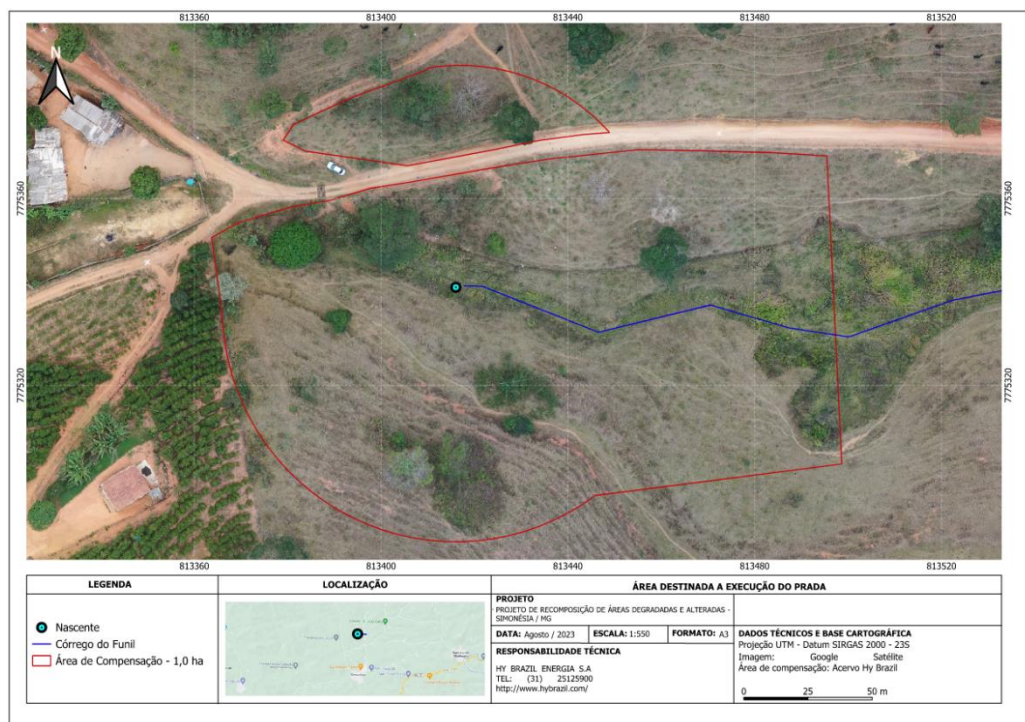 813360 813400 813440 813480 813520
N
7775360 7775360
7775320 7775320
813360 813400 813440 813480 813520
LEGENDA
Nascente
Córrego do Funil
Área de Compensação - 1,0 ha
LOCALIZAÇÃO
ÁREA DESTINADA A EXECUÇÃO DO PRADA
PROJETO
PROJETO DE RECOMPOSIÇÃO DE ÁREAS DEGRADADAS E ALTERADAS -
SIMONÉSIA / MG
DATA: Agosto / 2023 ESCALA: 1:550 FORMATO: A3
RESPONSABILIDADE TÉCNICA
HY BRAZIL ENERGIA S.A
TEL: (31) 25125900
http://www.hybrazil.com/
DADOS TÉCNICOS E BASE CARTOGRÁFICA
Projeção UTM - Datum SIRGAS 2000 - 23S
Imagem: Google Satélite
Área de compensação: Acervo Hy Brazil
0 25 50 m